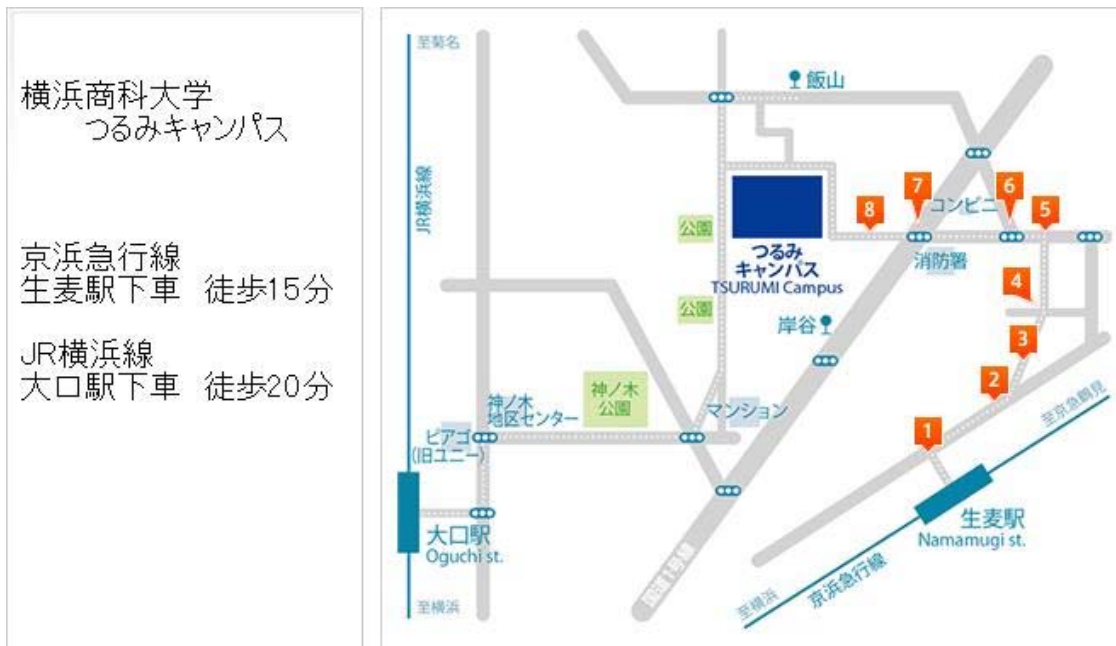 横浜商科大学
つるみキャンパス
京浜急行線
生麦駅下車 徒歩15分
JR横浜線
大口駅下車 徒歩20分
至菊名
飯山
JR横浜線
7
6
コンビニ
8
5
公園
つるみ
キャンパス
TSURUMI Campus
消防署
4
公園
岸谷
3
神ノ木
公園
2
マンション
神ノ木
地区センター
至京急鶴見
ピアゴ
(旧ユニー)
1
大口駅
Oguchi st.
生麦駅
Namamugi st.
国道1号線
京浜急行線
至横浜
至横浜